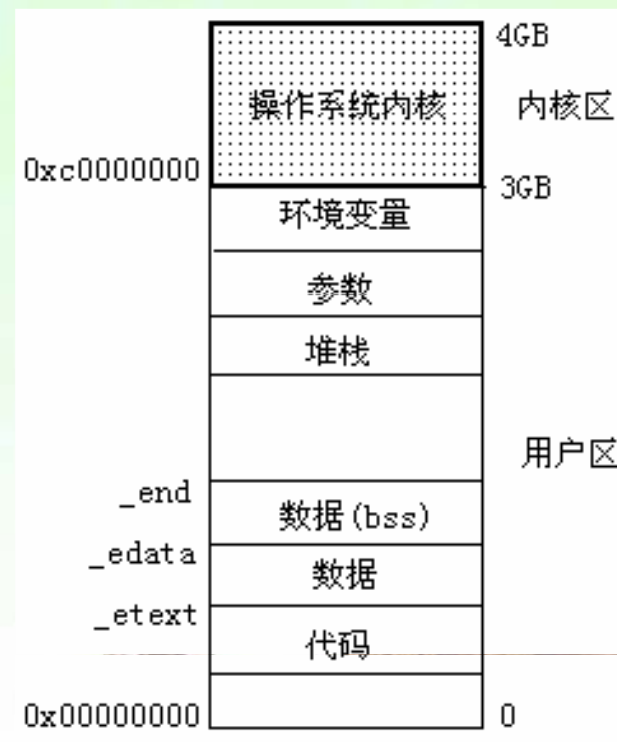 4GB
操作系统内核
内核区
0xc0000000
3GB
环境变量
参数
堆栈
用户区
_end
数据(bss)
_edata
数据
_etext
代码
0x00000000
0